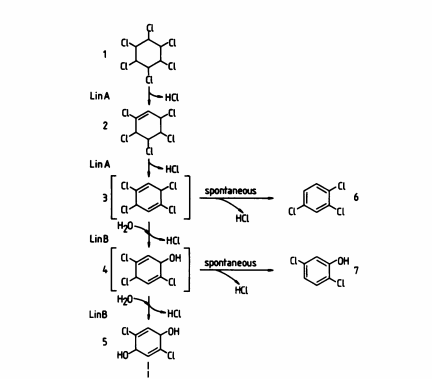 Cl
Cl Cl
1
Cl Cl
Cl
LinA HCl
Cl Cl
2
Cl Cl
Cl
LinA HCl
Cl Cl spontaneous Cl
3 6
Cl Cl HCl Cl
H2O
LinB HCl
Cl OH spontaneous Cl OH
4 7
Cl Cl HCl Cl
H2O
LinB HCl
Cl OH
5
HO Cl